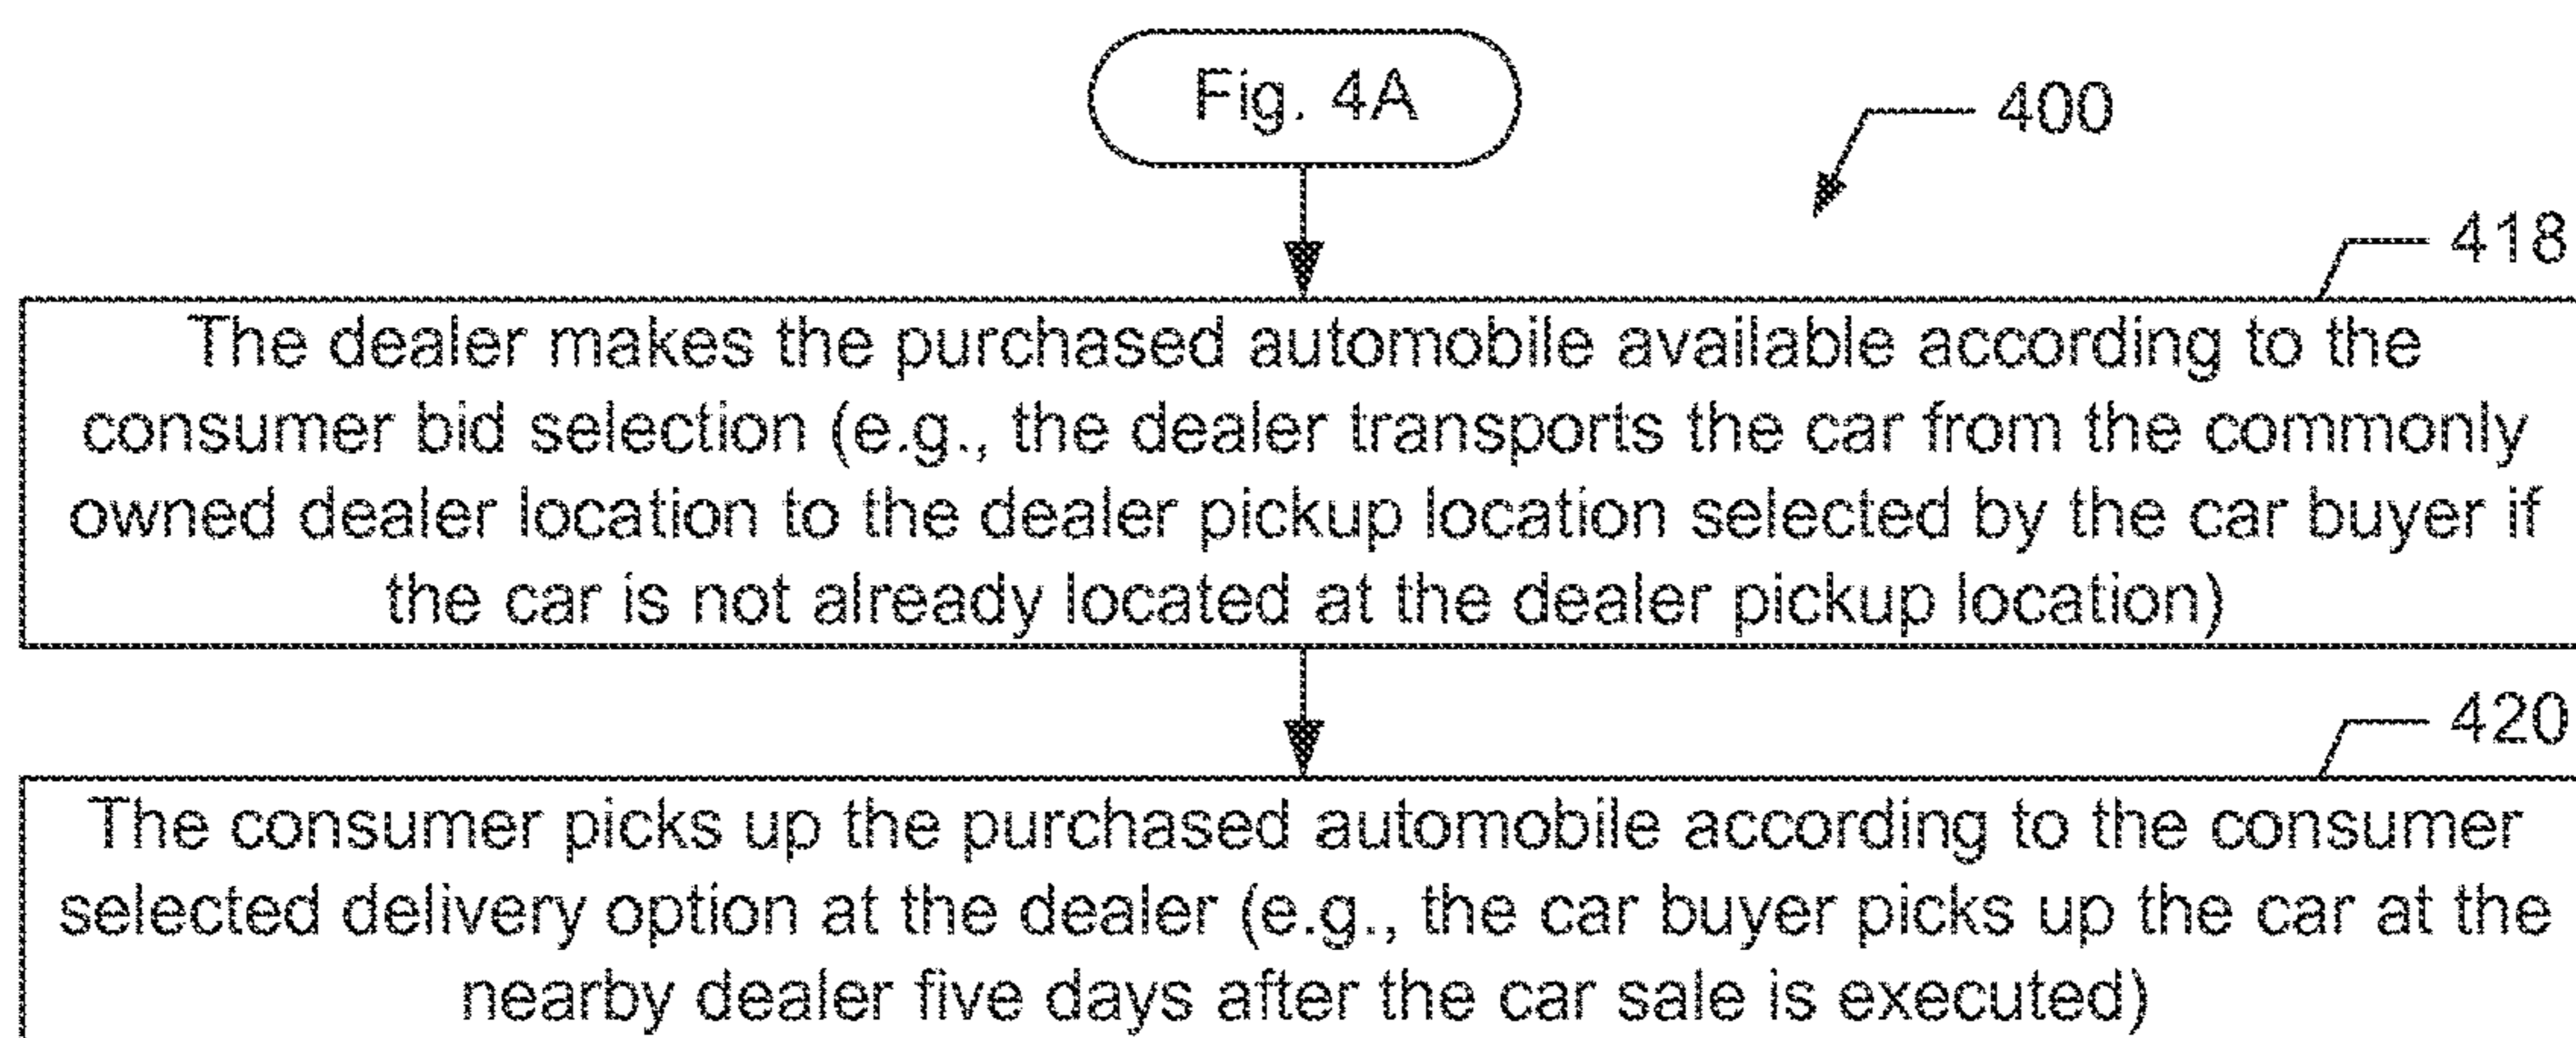 Fig. 4A
400
418
The dealer makes the purchased automobile available according to the
consumer bid selection (e.g., the dealer transports the car from the commonly
owned dealer location to the dealer pickup location selected by the car buyer if
the car is not already located at the dealer pickup location)
420
The consumer picks up the purchased automobile according to the consumer
selected delivery option at the dealer (e.g., the car buyer picks up the car at the
nearby dealer five days after the car sale is executed)